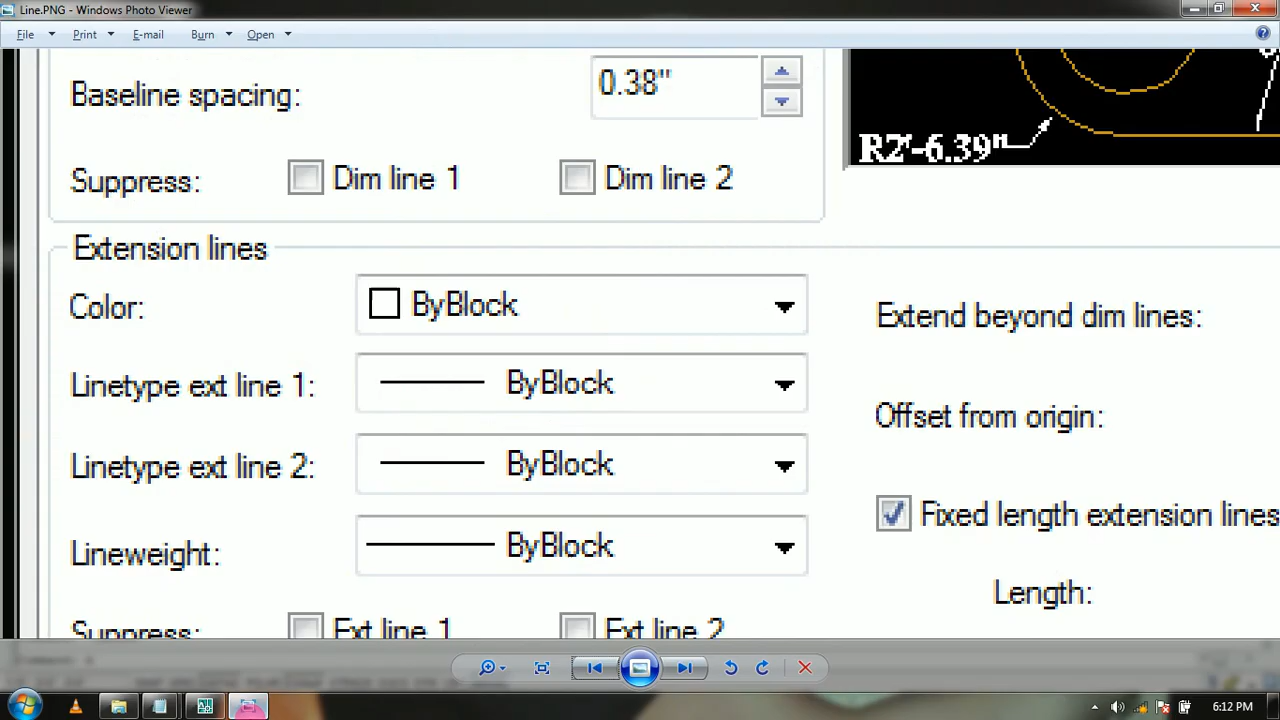 Line.PNG - Windows Photo Viewer
File Print E-mail Burn Open
Baseline spacing: 0.38"
R2'-6.39"
Suppress: Dim line 1 Dim line 2
Extension lines
Color: ByBlock
Extend beyond dim lines:
Linetype ext line 1: ByBlock
Offset from origin:
Linetype ext line 2: ByBlock
Fixed length extension lines
Lineweight: ByBlock
Length:
Suppress: Ext line 1 Ext line 2
6:12 PM